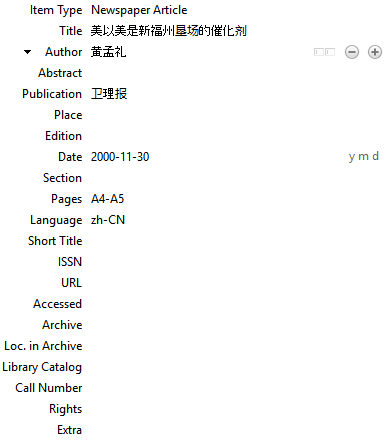 Item Type Newspaper Article
Title 美以美是新福州垦场的催化剂
Author 黄孟礼
Abstract
Publication 卫理报
Place
Edition
Date 2000-11-30 y m d
Section
Pages A4-A5
Language zh-CN
Short Title
ISSN
URL
Accessed
Archive
Loc. in Archive
Library Catalog
Call Number
Rights
Extra